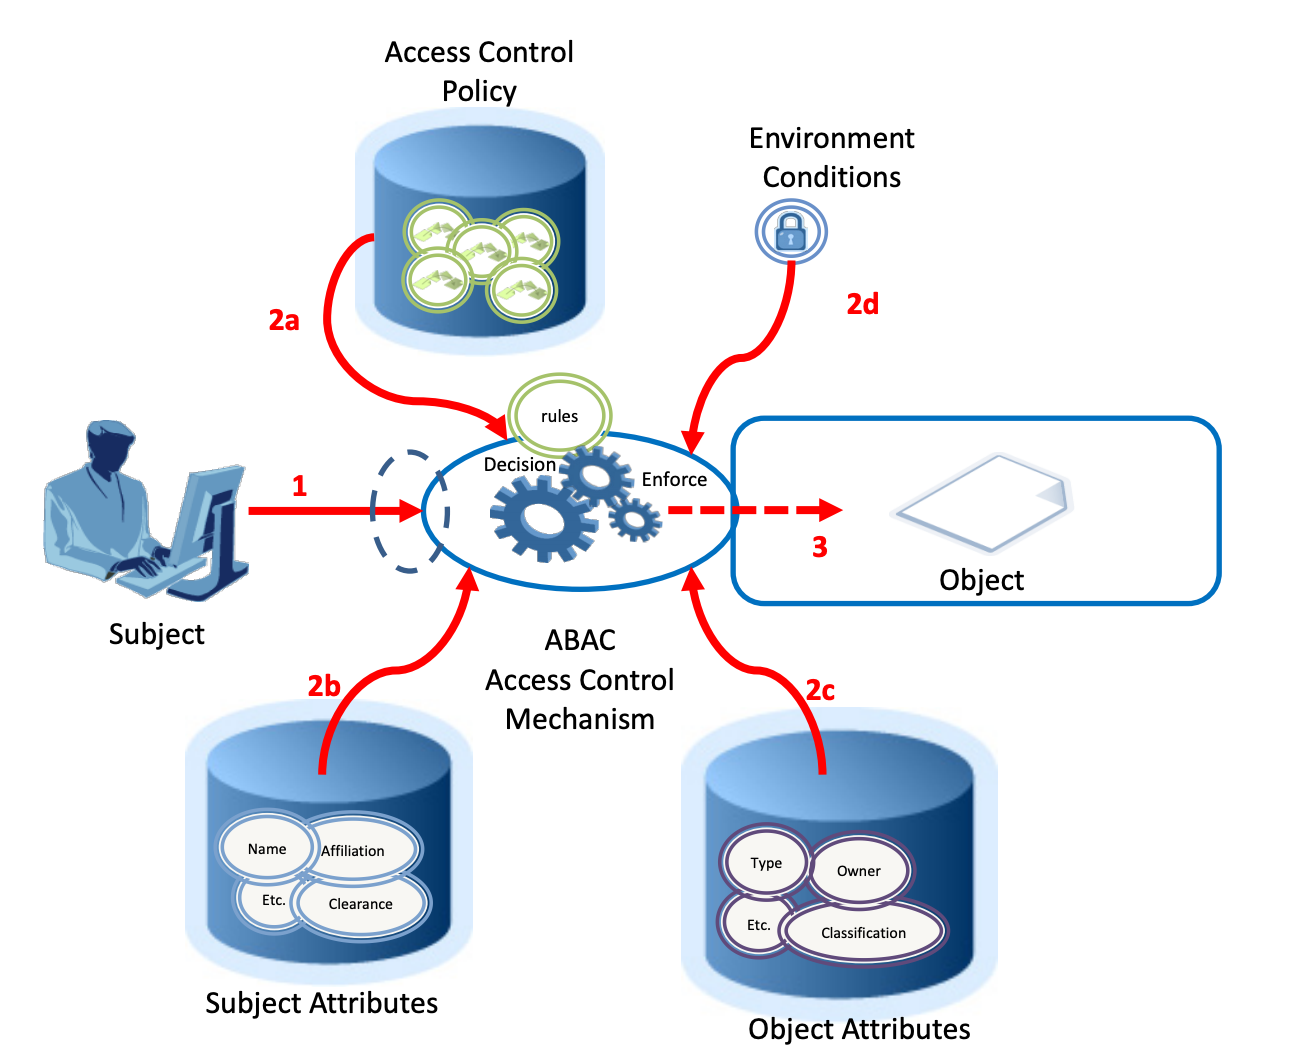 Access Control
Policy
Environment
Conditions
2a
2d
rules
Decision
Enforce
1
3
Object
Subject
ABAC
Access Control
Mechanism
2b
2c
Name
Affiliation
Etc.
Clearance
Type
Owner
Etc.
Classification
Subject Attributes
Object Attributes